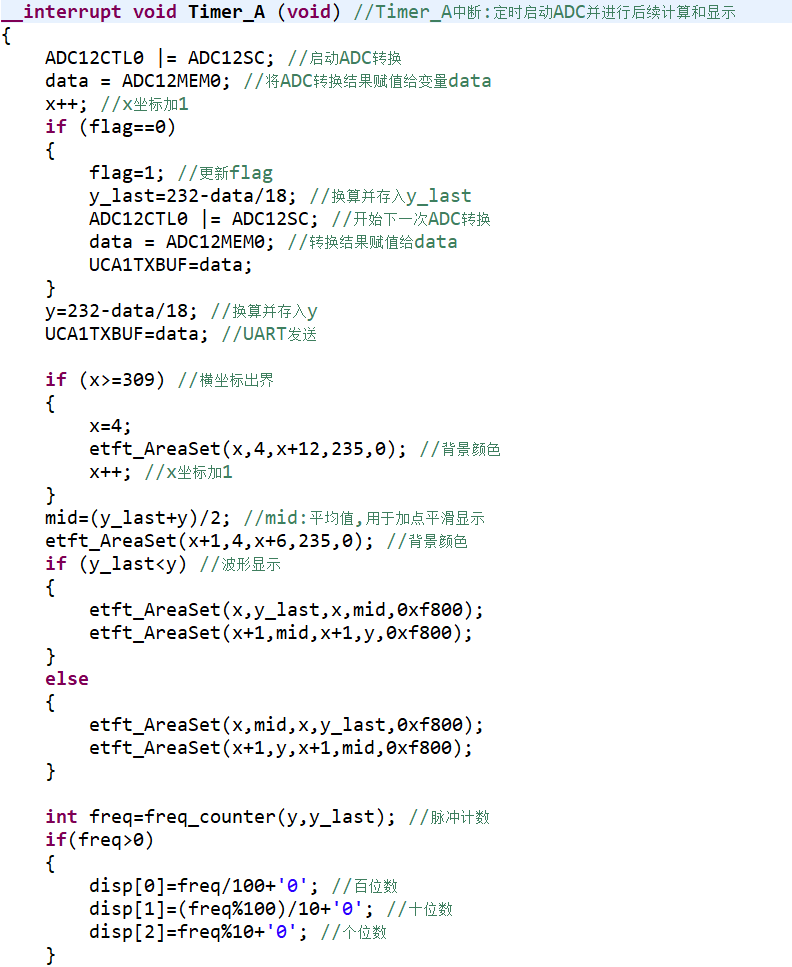 __interrupt void Timer_A (void) //Timer_A中断:定时启动ADC并进行后续计算和显示
{
    ADC12CTL0 |= ADC12SC; //启动ADC转换
    data = ADC12MEM0; //将ADC转换结果赋值给变量data
    x++; //x坐标加1
    if (flag==0)
    {
        flag=1; //更新flag
        y_last=232-data/18; //换算并存入y_last
        ADC12CTL0 |= ADC12SC; //开始下一次ADC转换
        data = ADC12MEM0; //转换结果赋值给data
        UCA1TXBUF=data;
    }
    y=232-data/18; //换算并存入y
    UCA1TXBUF=data; //UART发送

    if (x>=309) //横坐标出界
    {
        x=4;
        etft_AreaSet(x,4,x+12,235,0); //背景颜色
        x++; //x坐标加1
    }
    mid=(y_last+y)/2; //mid:平均值,用于加点平滑显示
    etft_AreaSet(x+1,4,x+6,235,0); //背景颜色
    if (y_last<y) //波形显示
    {
        etft_AreaSet(x,y_last,x,mid,0xf800);
        etft_AreaSet(x+1,mid,x+1,y,0xf800);
    }
    else
    {
        etft_AreaSet(x,mid,x,y_last,0xf800);
        etft_AreaSet(x+1,y,x+1,mid,0xf800);
    }

    int freq=freq_counter(y,y_last); //脉冲计数
    if(freq>0)
    {
        disp[0]=freq/100+'0'; //百位数
        disp[1]=(freq%100)/10+'0'; //十位数
        disp[2]=freq%10+'0'; //个位数
    }